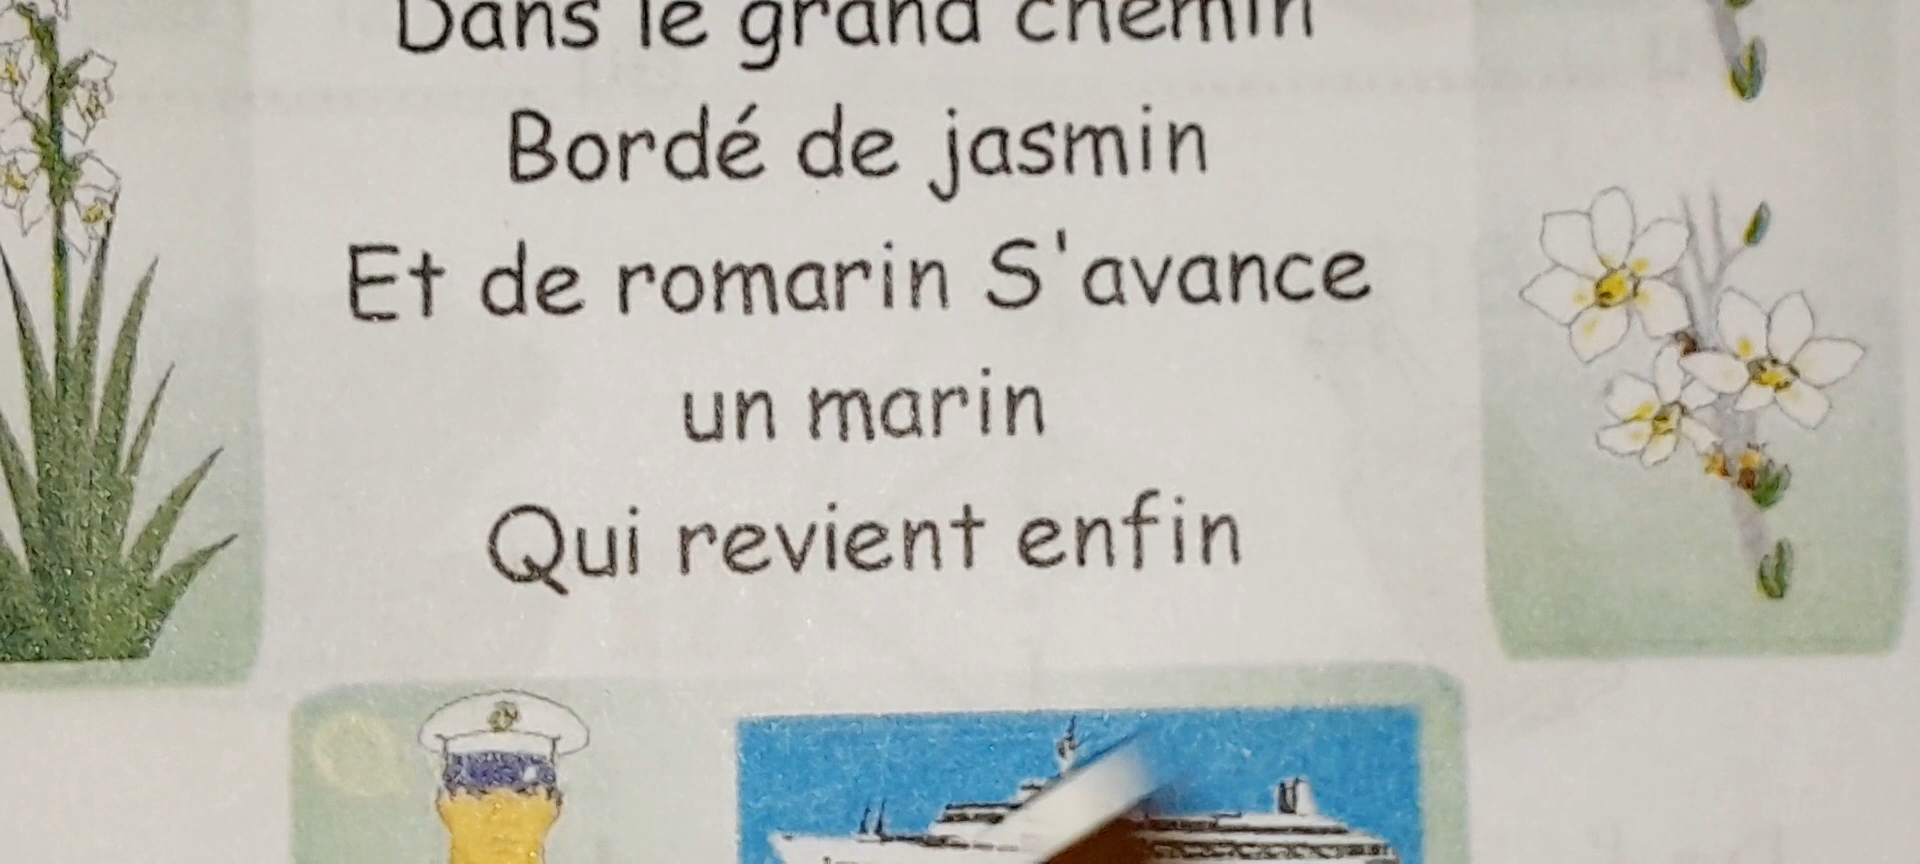 Dans le grand chemin
Bordé de jasmin
Et de romarin S'avance
un marin
Qui revient enfin